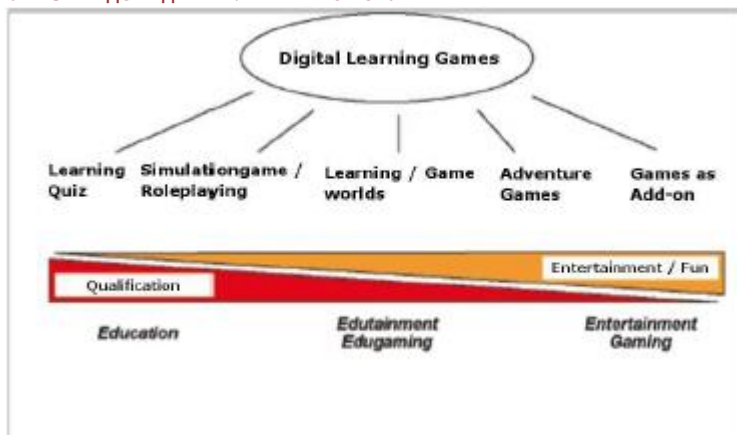 Digital Learning Games
Learning Quiz
Simulationgame / Roleplaying
Learning / Game worlds
Adventure Games
Games as Add-on
Entertainment / Fun
Qualification
Education
Edutainment
Edugaming
Entertainment
Gaming